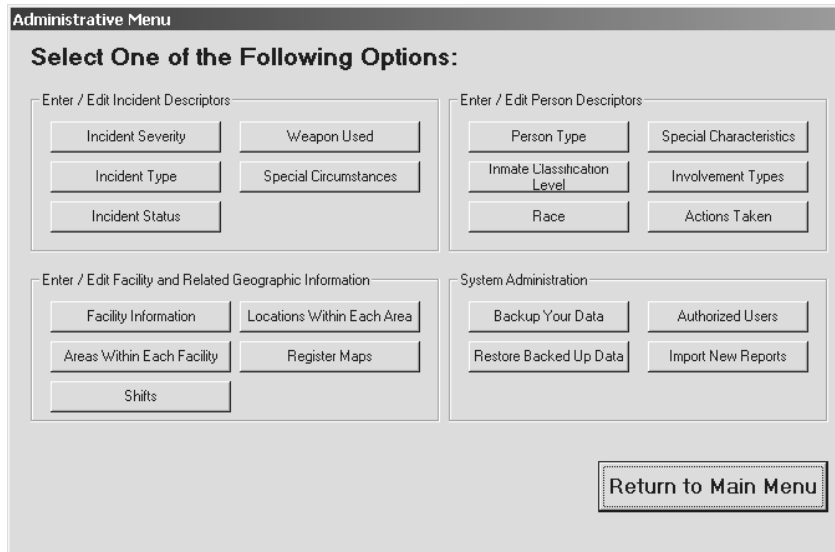 Administrative Menu
Select One of the Following Options:
Enter / Edit Incident Descriptors
Incident Severity
Weapon Used
Incident Type
Special Circumstances
Incident Status
Enter / Edit Person Descriptors
Person Type
Special Characteristics
Inmate Classification
Level
Involvement Types
Race
Actions Taken
Enter / Edit Facility and Related Geographic Information
Facility Information
Locations Within Each Area
Areas Within Each Facility
Register Maps
Shifts
System Administration
Backup Your Data
Authorized Users
Restore Backed Up Data
Import New Reports
Return to Main Menu